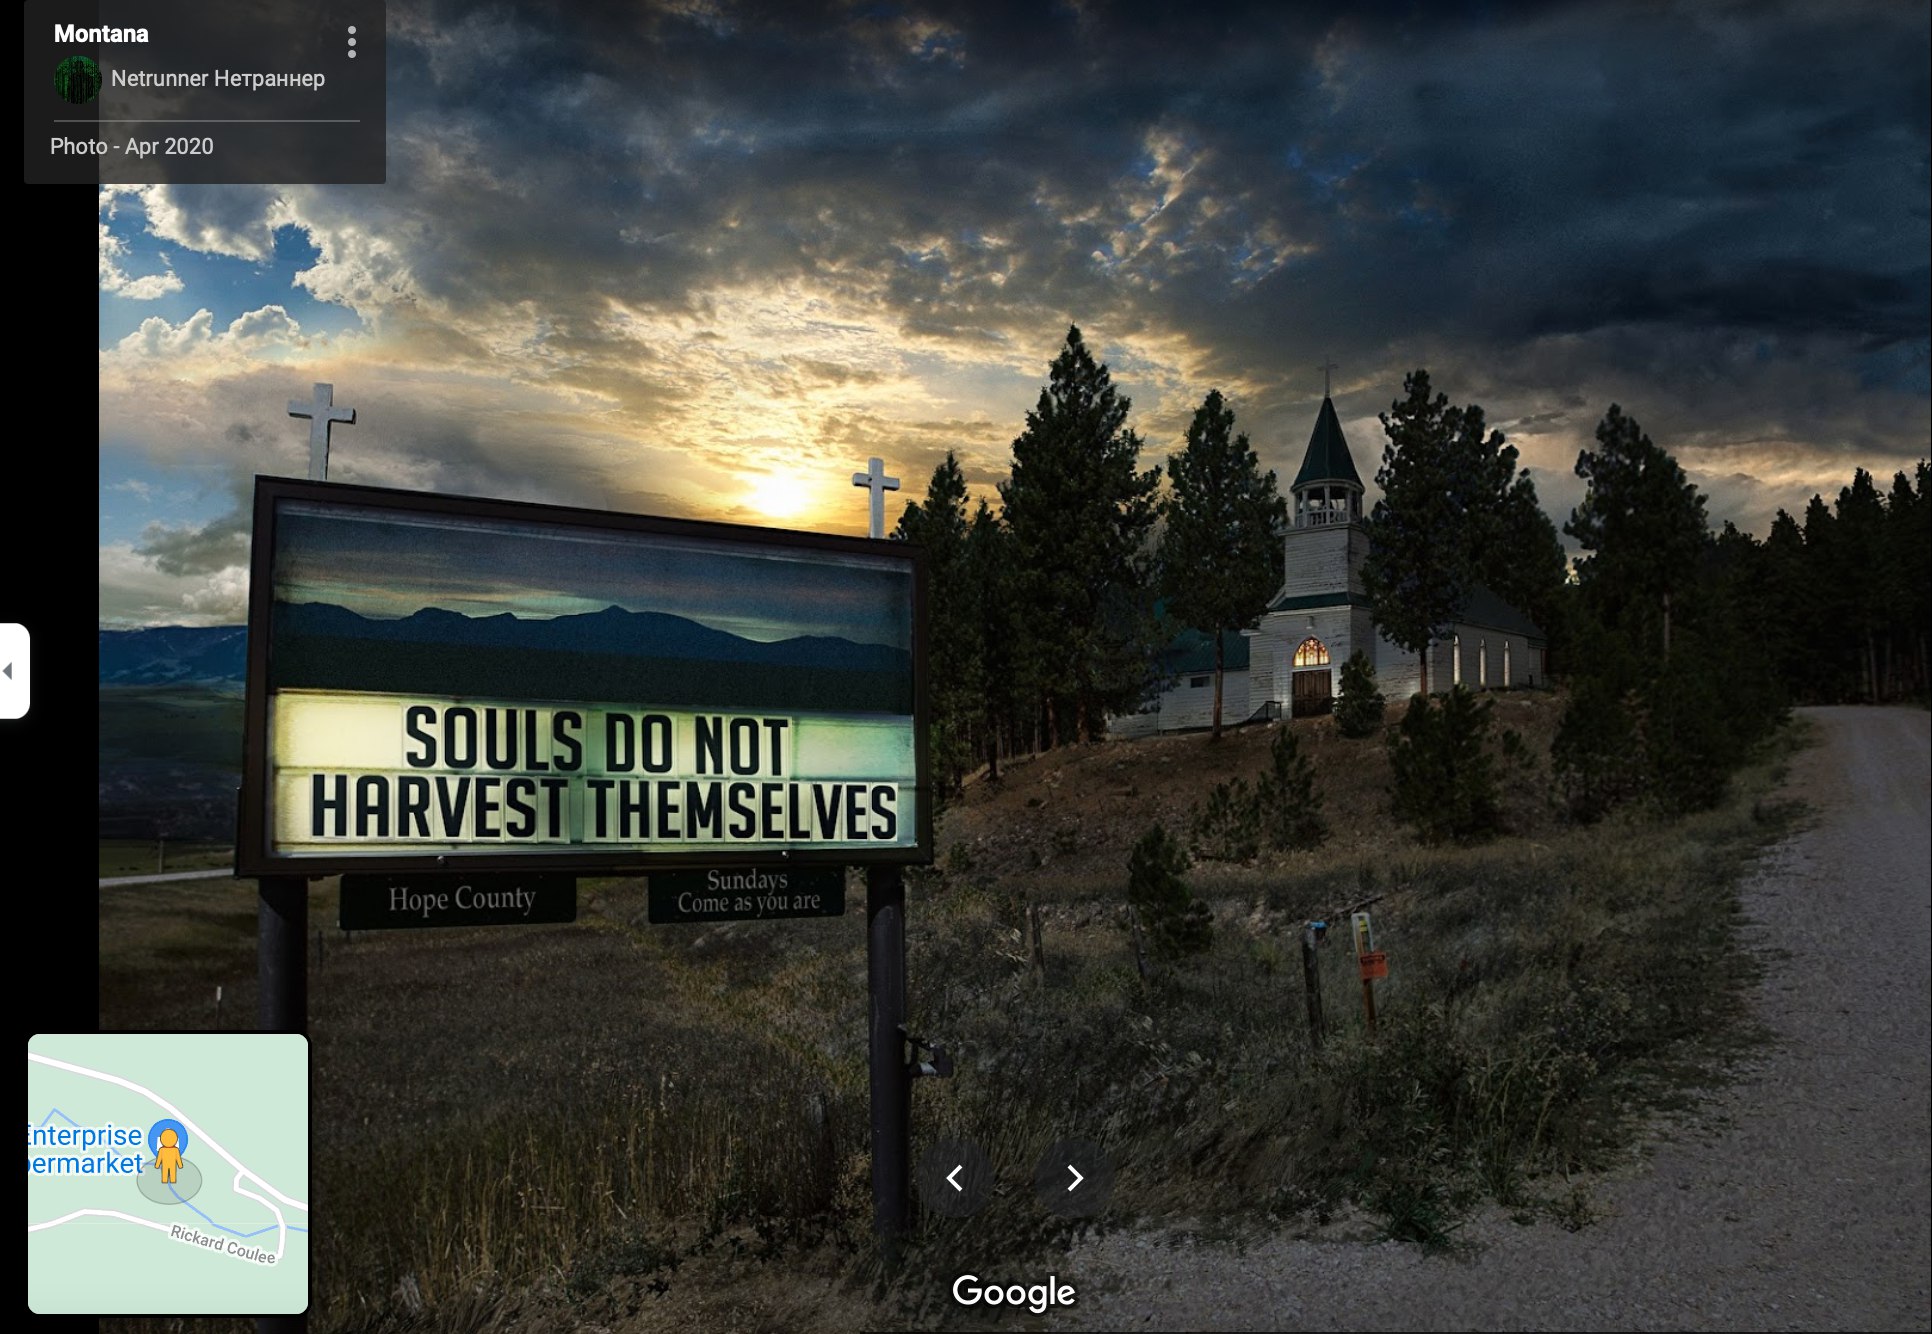 Montana
Netrunner Нетраннер
Photo - Apr 2020
SOULS DO NOT
HARVEST THEMSELVES
Hope County
Sundays
Come as you are
Enterprise
permarket
Rickard Coulee
Google